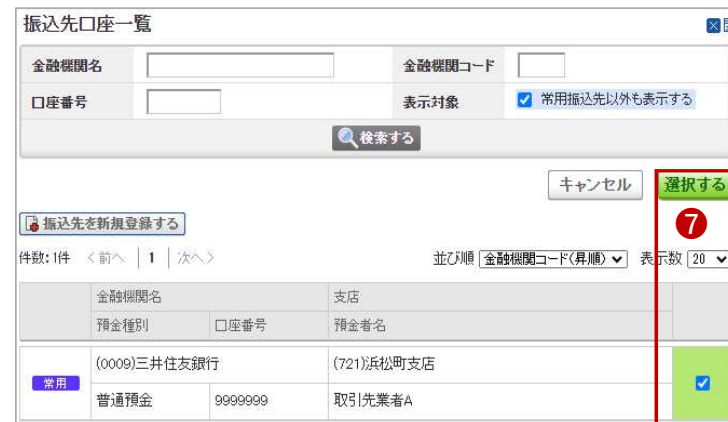 振込先口座一覧
金融機関名 金融機関コード
口座番号 表示対象 常用振込先以外も表示する
検索する
キャンセル 選択する
7
振込先を新規登録する
件数:1件 <前へ | 1 | 次へ> 並び順 金融機関コード(昇順) 表示数 20
金融機関名 支店
預金種別 口座番号 預金者名
常用
(0009)三井住友銀行 (721)浜松町支店
普通預金 9999999 取引先業者A